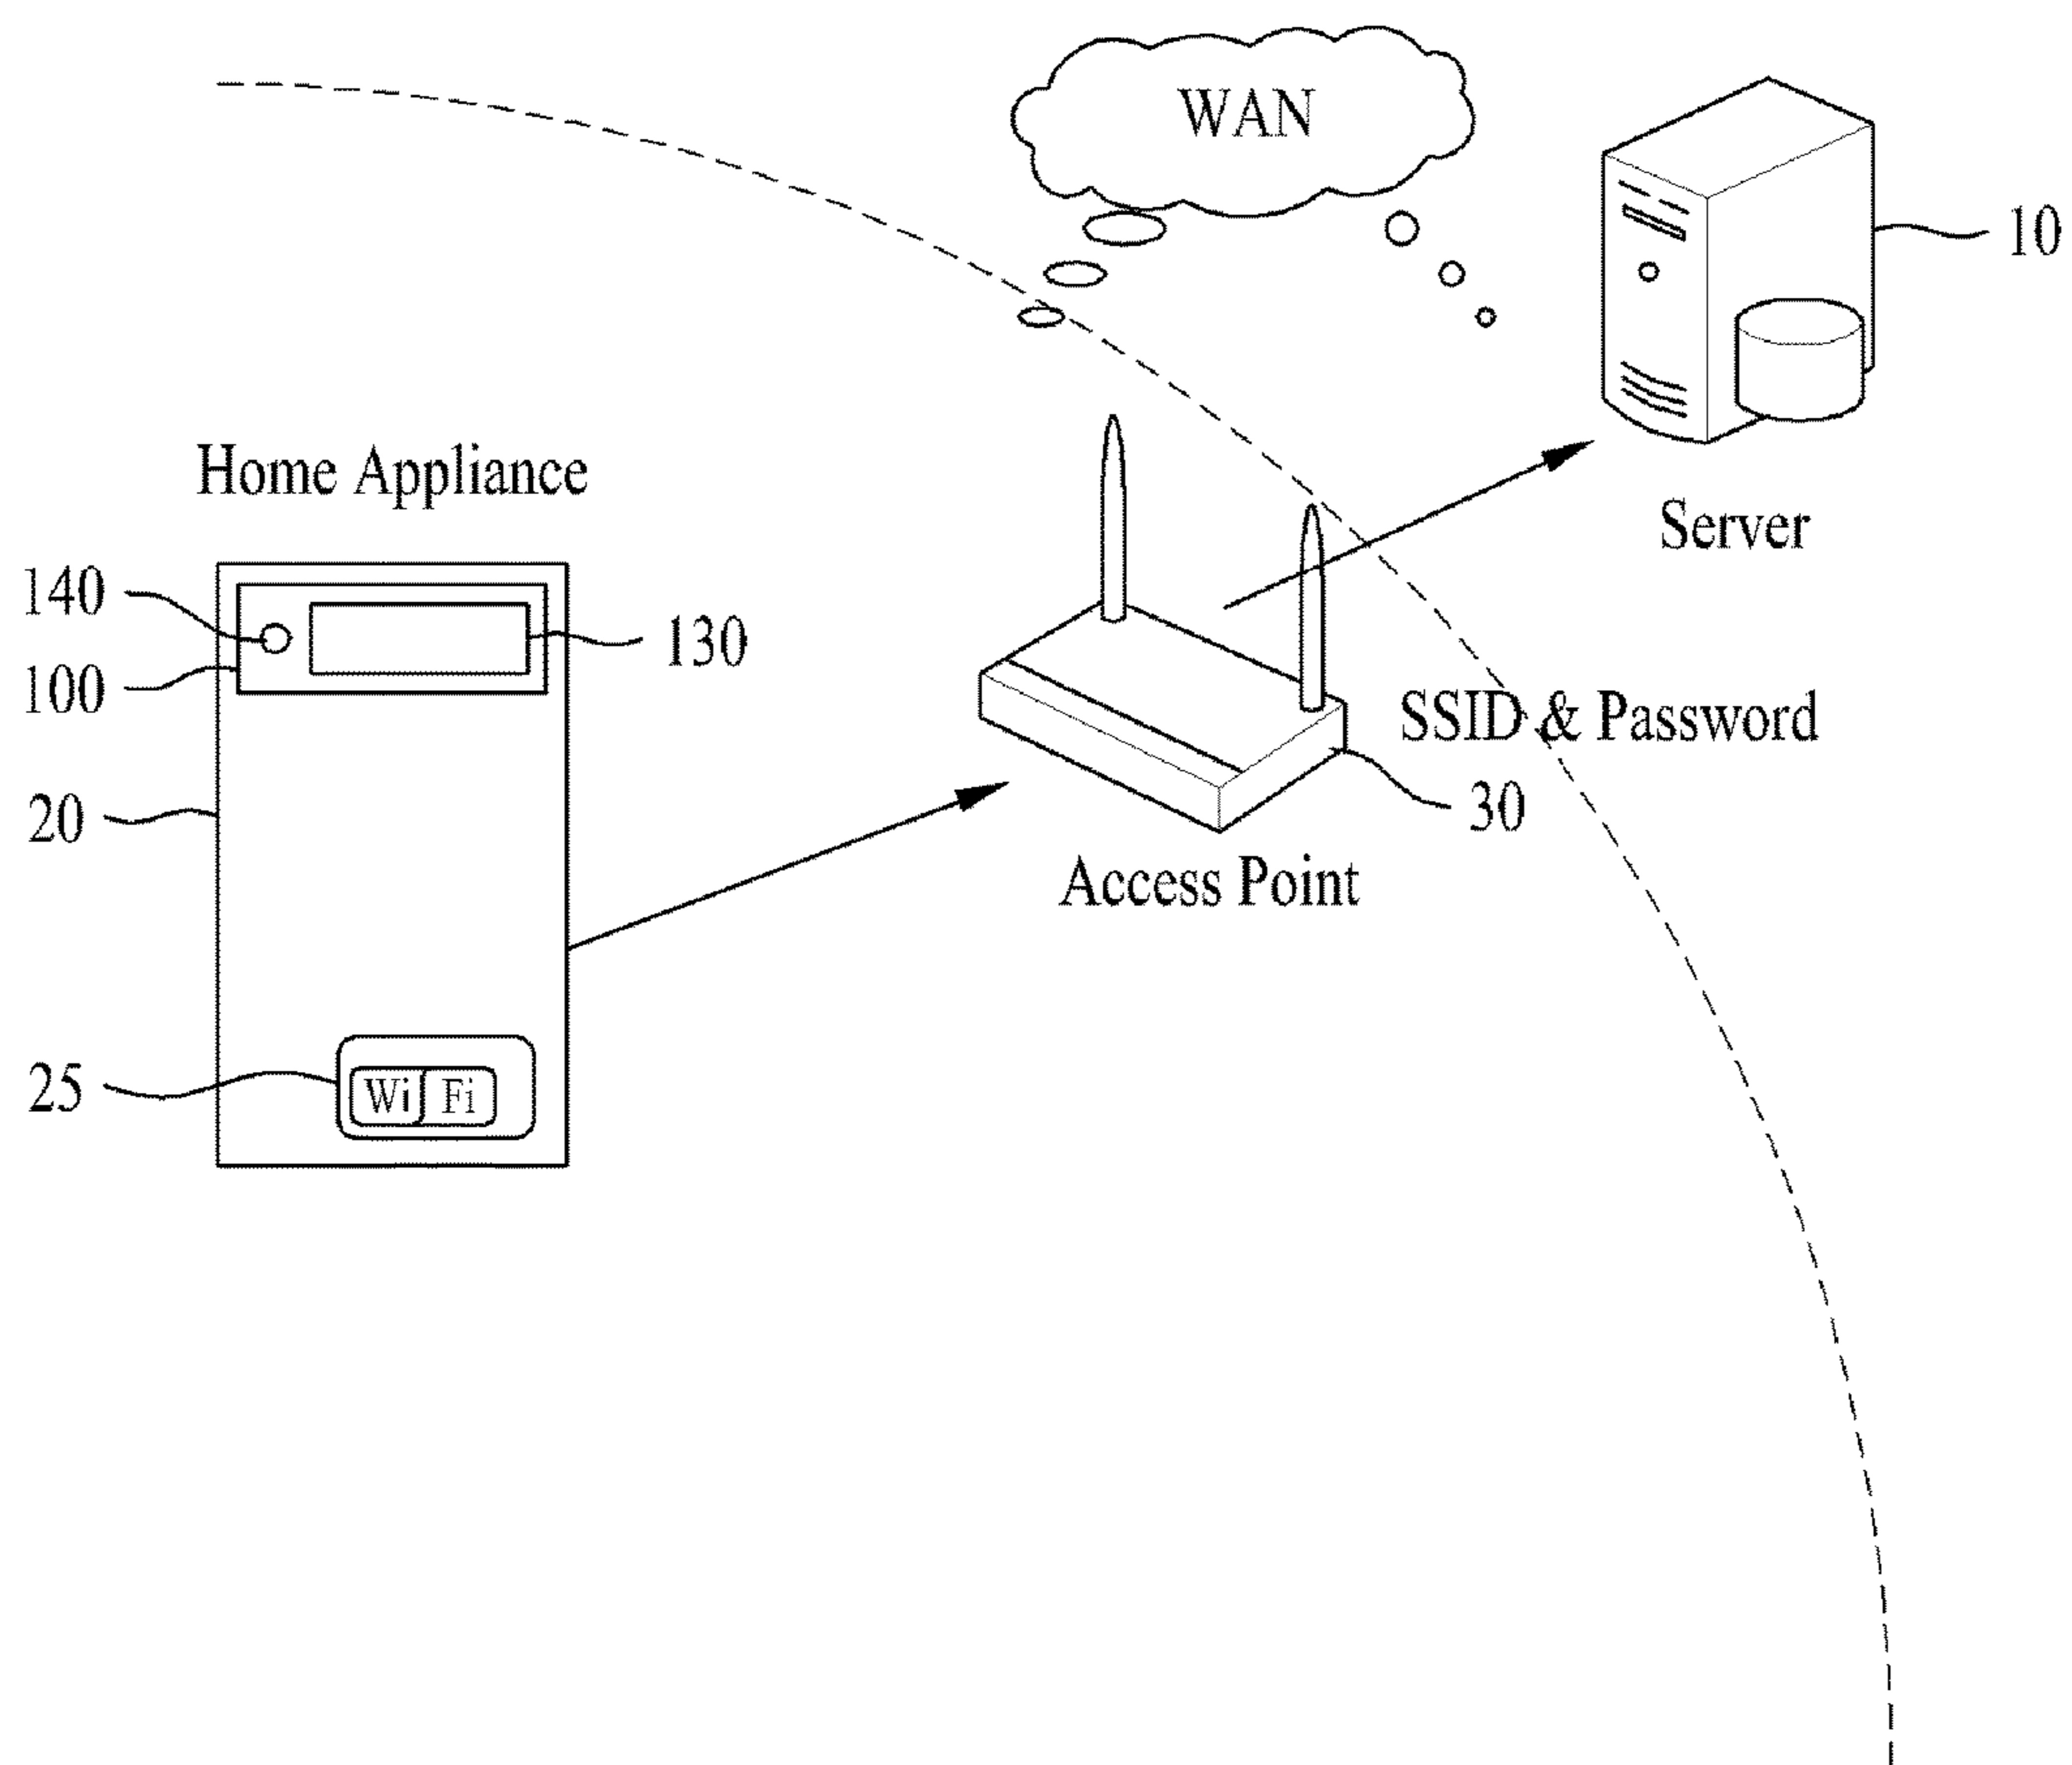 WAN
10
Server
Home Appliance
140
100
130
SSID & Password
20
30
Access Point
25
Wi Fi